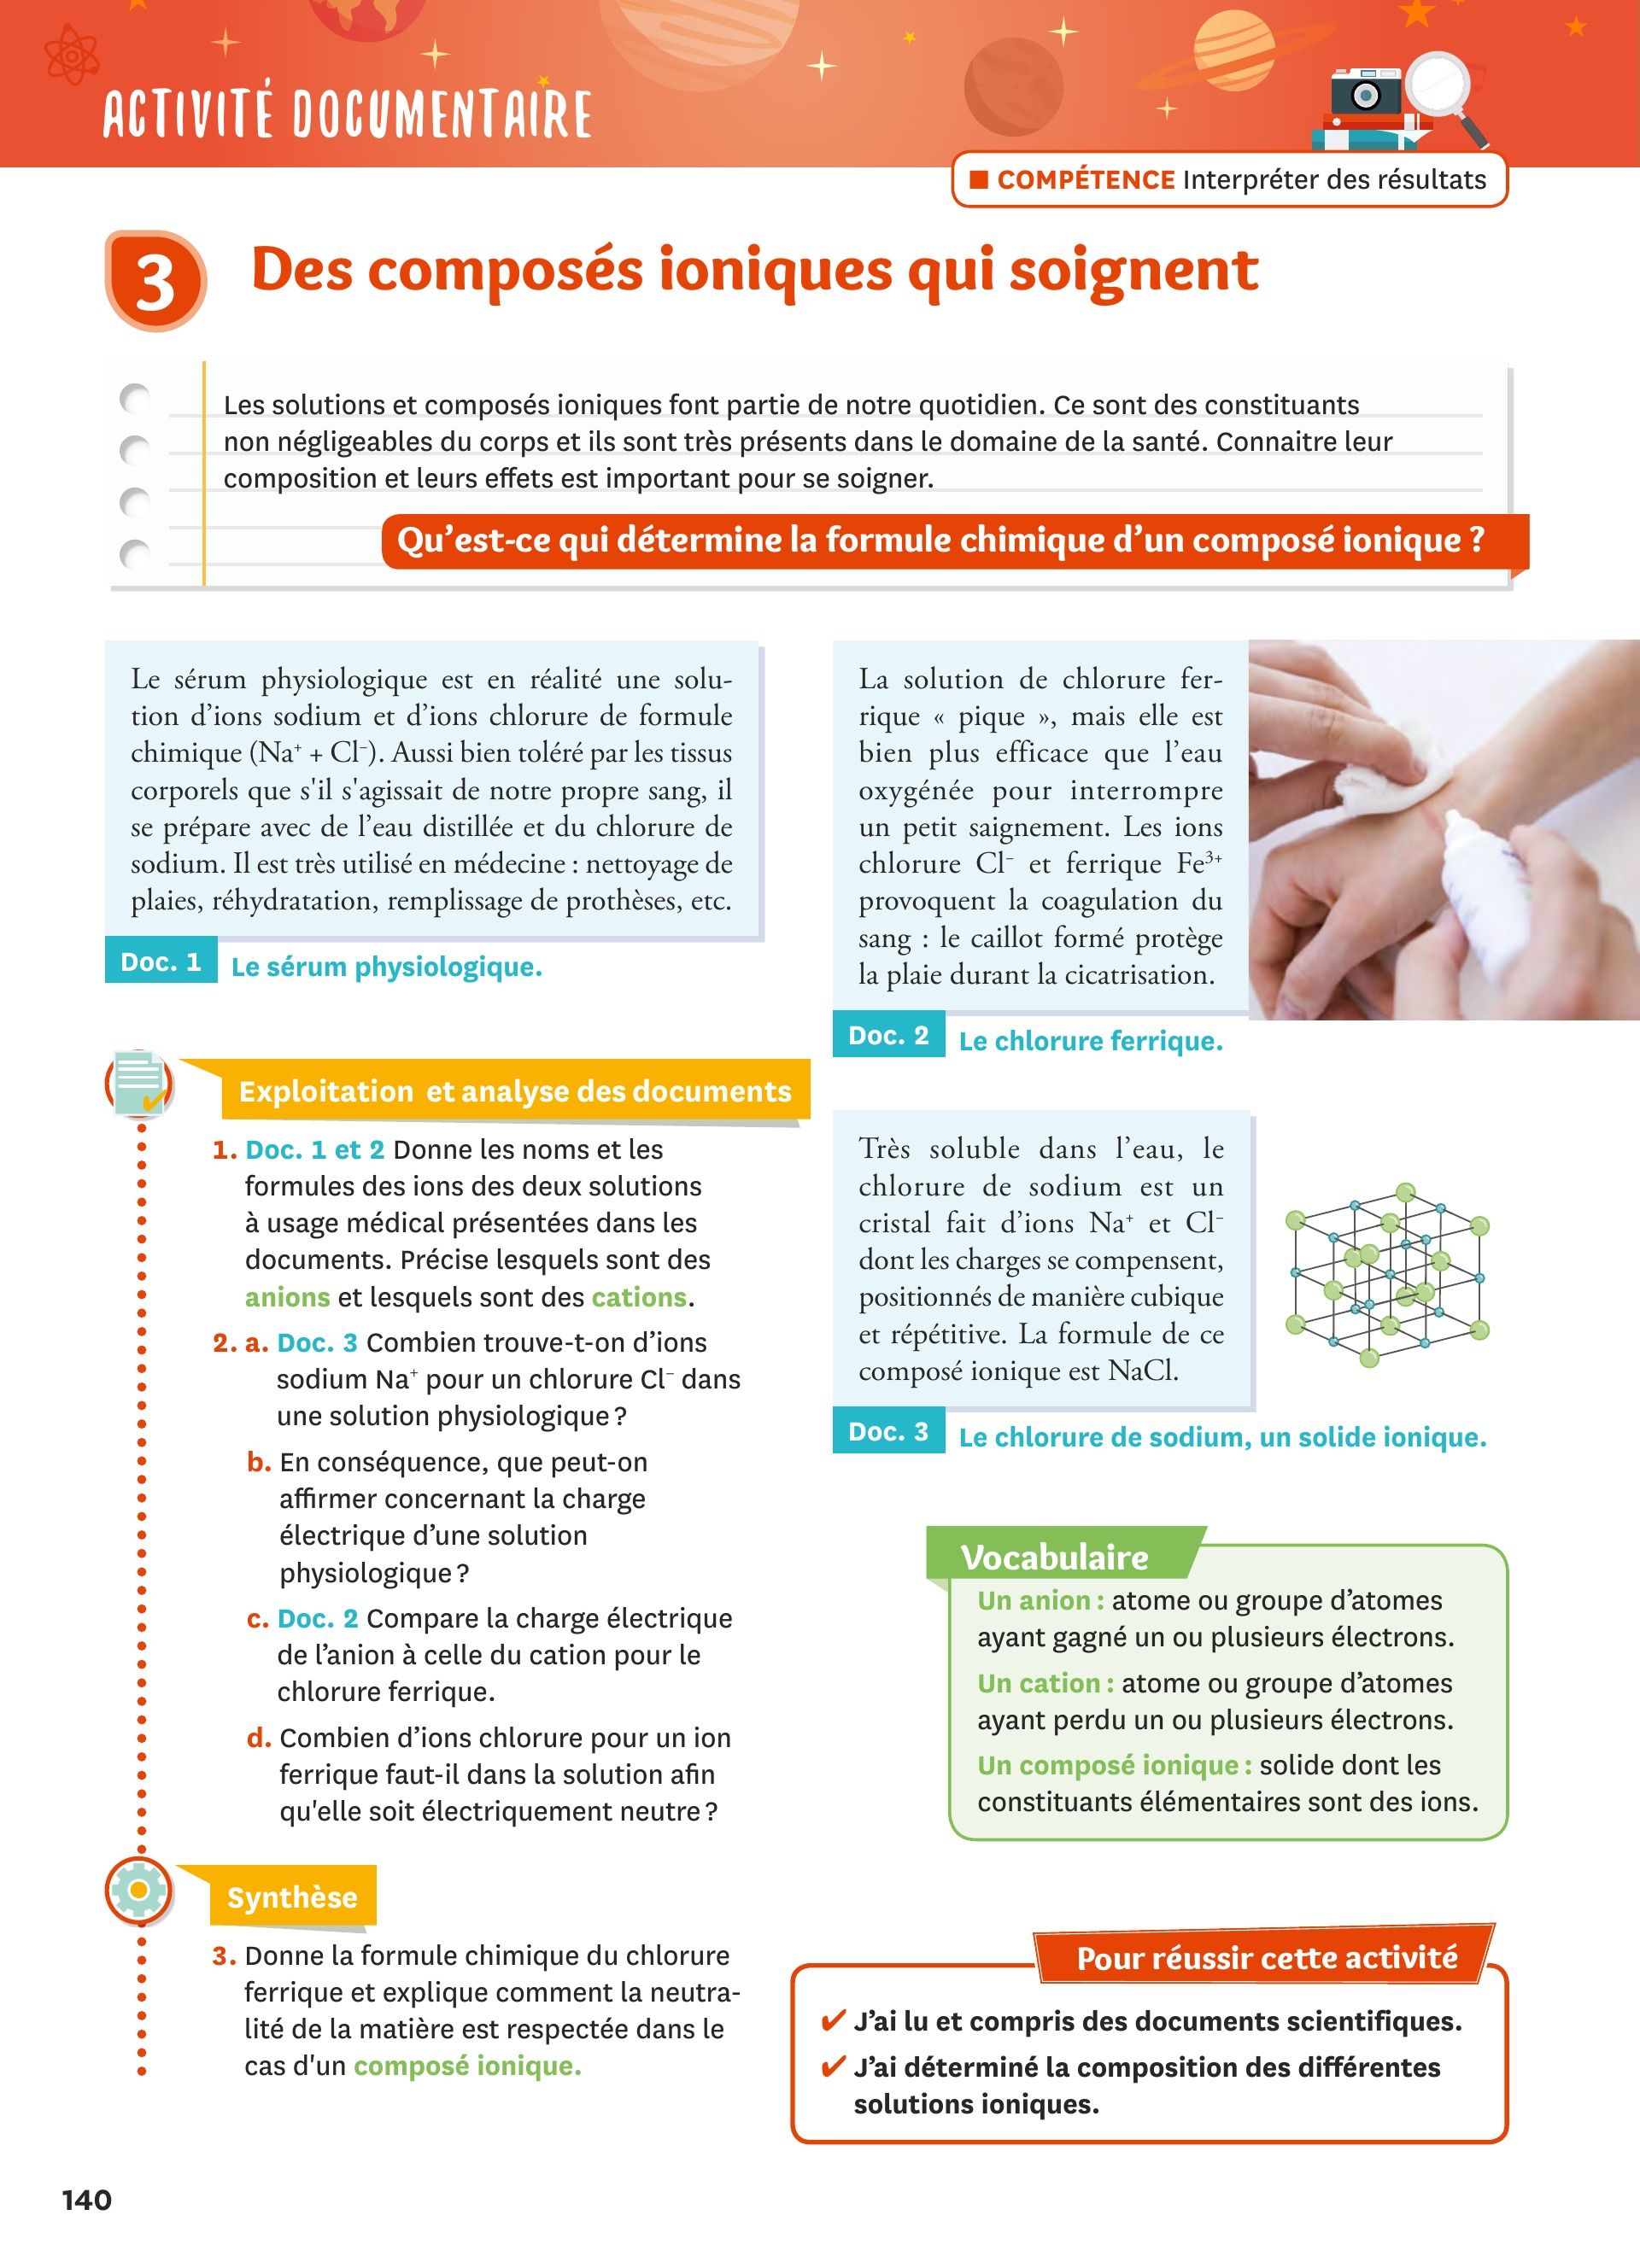 ACTIVITÉ DOCUMENTAIRE
■ COMPÉTENCE Interpréter des résultats
3 Des composés ioniques qui soignent
Les solutions et composés ioniques font partie de notre quotidien. Ce sont des constituants
non négligeables du corps et ils sont très présents dans le domaine de la santé. Connaitre leur
composition et leurs effets est important pour se soigner.
Qu’est-ce qui détermine la formule chimique d’un composé ionique ?
Le sérum physiologique est en réalité une solu-
tion d’ions sodium et d’ions chlorure de formule
chimique (Na⁺ + Cl⁻). Aussi bien toléré par les tissus
corporels que s'il s'agissait de notre propre sang, il
se prépare avec de l’eau distillée et du chlorure de
sodium. Il est très utilisé en médecine : nettoyage de
plaies, réhydratation, remplissage de prothèses, etc.
Doc. 1 Le sérum physiologique.
La solution de chlorure fer-
rique « pique », mais elle est
bien plus efficace que l’eau
oxygénée pour interrompre
un petit saignement. Les ions
chlorure Cl⁻ et ferrique Fe³⁺
provoquent la coagulation du
sang : le caillot formé protège
la plaie durant la cicatrisation.
Doc. 2 Le chlorure ferrique.
Exploitation et analyse des documents
1. Doc. 1 et 2 Donne les noms et les
formules des ions des deux solutions
à usage médical présentées dans les
documents. Précise lesquels sont des
anions et lesquels sont des cations.
2. a. Doc. 3 Combien trouve-t-on d’ions
sodium Na⁺ pour un chlorure Cl⁻ dans
une solution physiologique ?
b. En conséquence, que peut-on
affirmer concernant la charge
électrique d’une solution
physiologique ?
c. Doc. 2 Compare la charge électrique
de l’anion à celle du cation pour le
chlorure ferrique.
d. Combien d’ions chlorure pour un ion
ferrique faut-il dans la solution afin
qu'elle soit électriquement neutre ?
Synthèse
3. Donne la formule chimique du chlorure
ferrique et explique comment la neutra-
lité de la matière est respectée dans le
cas d'un composé ionique.
Très soluble dans l’eau, le
chlorure de sodium est un
cristal fait d’ions Na⁺ et Cl⁻
dont les charges se compensent,
positionnés de manière cubique
et répétitive. La formule de ce
composé ionique est NaCl.
Doc. 3 Le chlorure de sodium, un solide ionique.
Vocabulaire
Un anion : atome ou groupe d’atomes
ayant gagné un ou plusieurs électrons.
Un cation : atome ou groupe d’atomes
ayant perdu un ou plusieurs électrons.
Un composé ionique : solide dont les
constituants élémentaires sont des ions.
Pour réussir cette activité
✔ J’ai lu et compris des documents scientifiques.
✔ J’ai déterminé la composition des différentes
solutions ioniques.
140